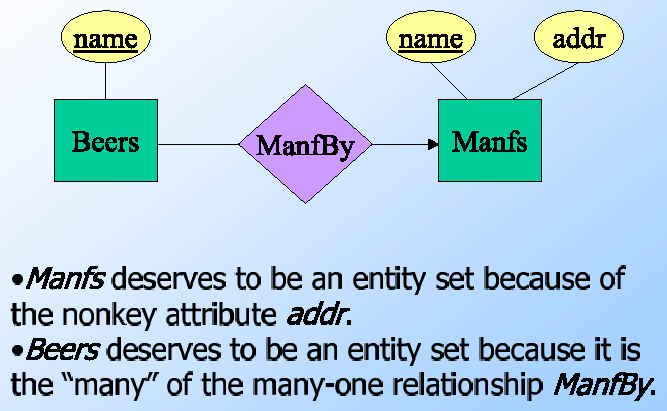 name
name
addr
Beers
ManfBy
Manfs
•Manfs deserves to be an entity set because of
the nonkey attribute addr.
•Beers deserves to be an entity set because it is
the “many” of the many-one relationship ManfBy.